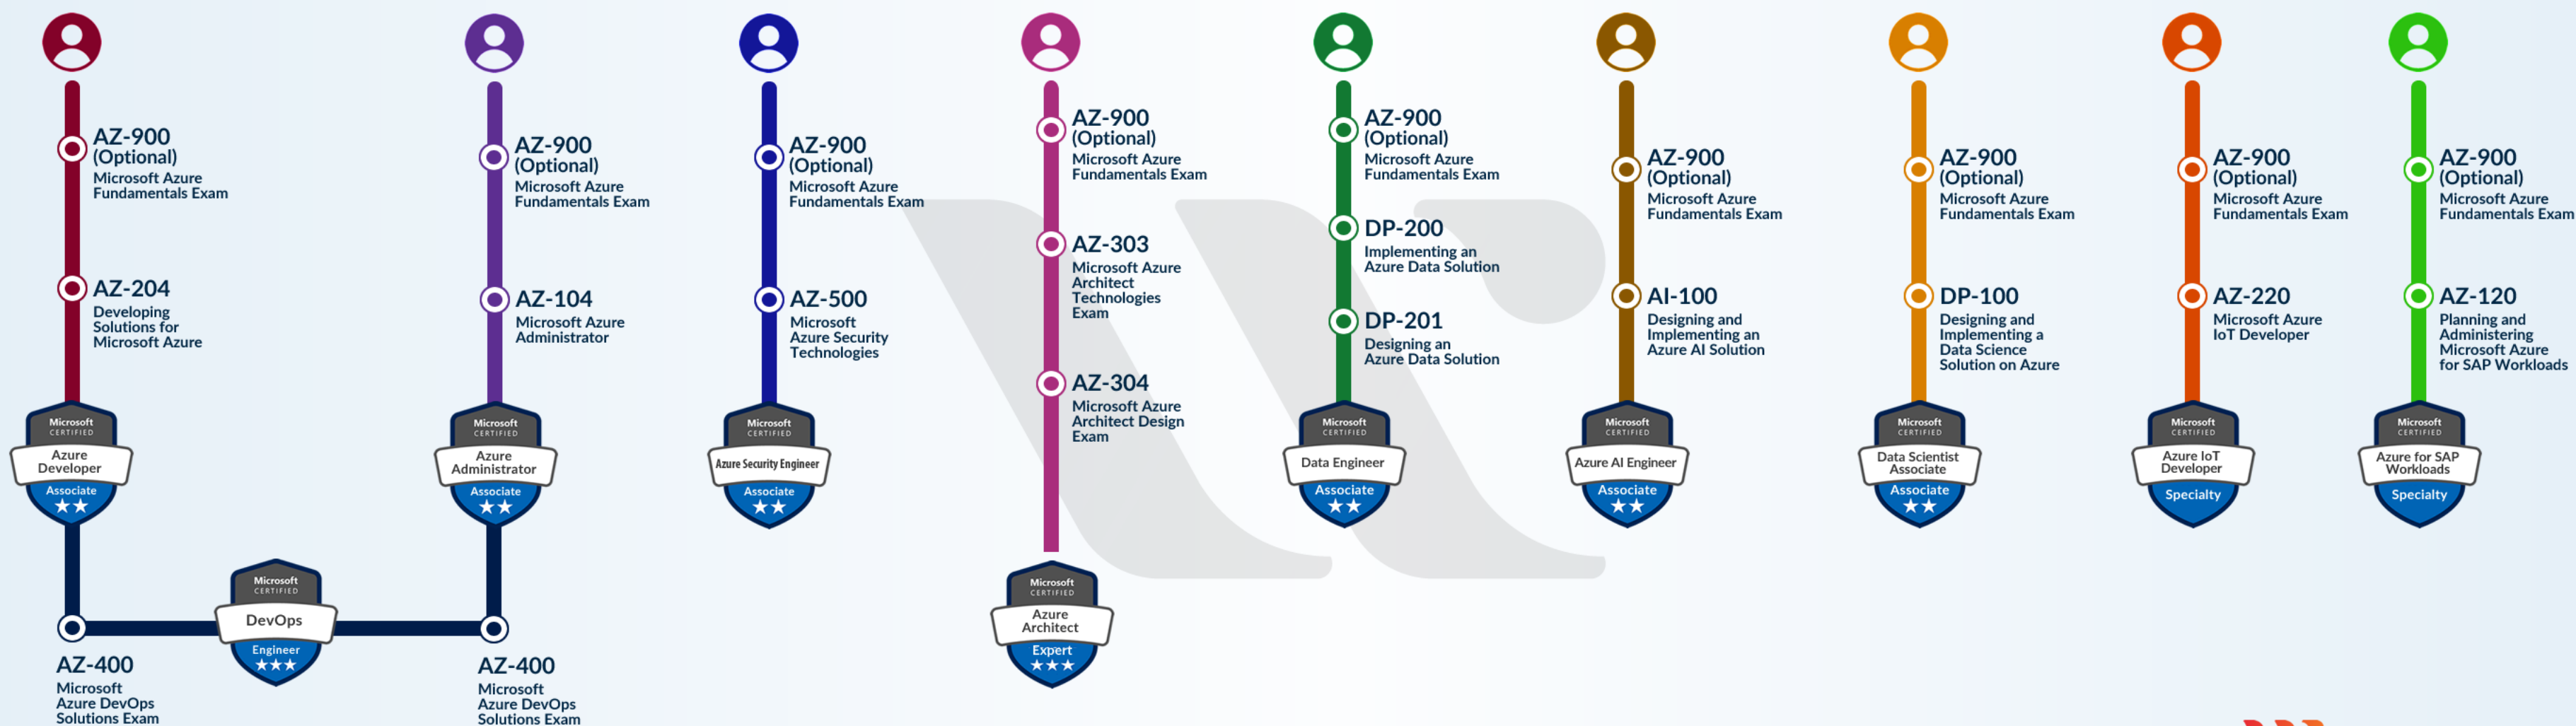 AZ-900
(Optional)
Microsoft Azure
Fundamentals Exam
AZ-204
Developing
Solutions for
Microsoft Azure
Microsoft
CERTIFIED
Azure
Developer
Associate
AZ-400
Microsoft
Azure DevOps
Solutions Exam
Microsoft
CERTIFIED
DevOps
Engineer
AZ-900
(Optional)
Microsoft Azure
Fundamentals Exam
AZ-104
Microsoft Azure
Administrator
Microsoft
CERTIFIED
Azure
Administrator
Associate
AZ-400
Microsoft
Azure DevOps
Solutions Exam
AZ-900
(Optional)
Microsoft Azure
Fundamentals Exam
AZ-500
Microsoft
Azure Security
Technologies
Microsoft
CERTIFIED
Azure Security Engineer
Associate
AZ-900
(Optional)
Microsoft Azure
Fundamentals Exam
AZ-303
Microsoft Azure
Architect
Technologies
Exam
AZ-304
Microsoft Azure
Architect Design
Exam
Microsoft
CERTIFIED
Azure
Architect
Expert
AZ-900
(Optional)
Microsoft Azure
Fundamentals Exam
DP-200
Implementing an
Azure Data Solution
DP-201
Designing an
Azure Data Solution
Microsoft
CERTIFIED
Data Engineer
Associate
AZ-900
(Optional)
Microsoft Azure
Fundamentals Exam
AI-100
Designing and
Implementing an
Azure AI Solution
Microsoft
CERTIFIED
Azure AI Engineer
Associate
AZ-900
(Optional)
Microsoft Azure
Fundamentals Exam
DP-100
Designing and
Implementing a
Data Science
Solution on Azure
Microsoft
CERTIFIED
Data Scientist
Associate
Associate
AZ-900
(Optional)
Microsoft Azure
Fundamentals Exam
AZ-220
Microsoft Azure
IoT Developer
Microsoft
CERTIFIED
Azure IoT
Developer
Specialty
AZ-900
(Optional)
Microsoft Azure
Fundamentals Exam
AZ-120
Planning and
Administering
Microsoft Azure
for SAP Workloads
Microsoft
CERTIFIED
Azure for SAP
Workloads
Specialty